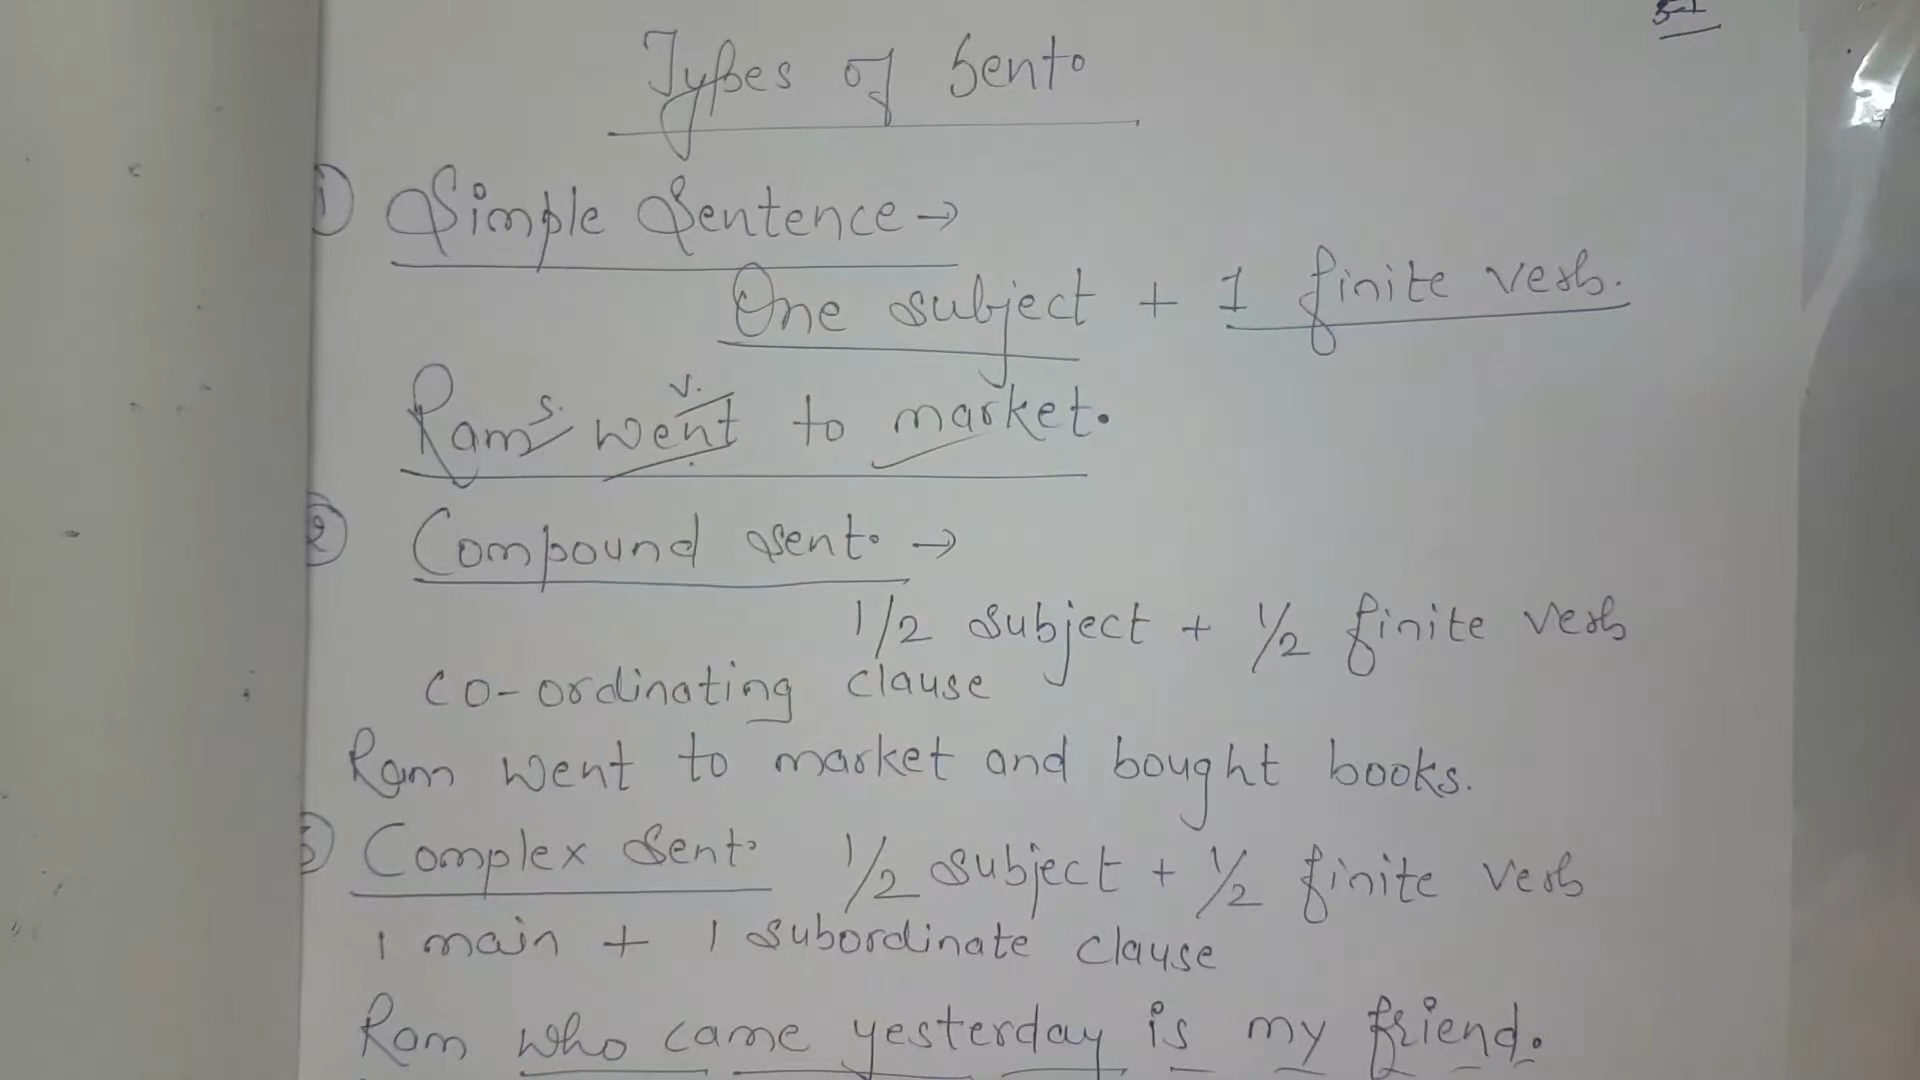 Types of Sent.
① Simple Sentence →
One subject + 1 finite verb.
Ram s. went v. to market.
② Compound Sent. →
1/2 subject + 1/2 finite verb
co-ordinating clause
Ram went to market and bought books.
③ Complex Sent. 1/2 subject + 1/2 finite verb
1 main + 1 subordinate clause
Ram who came yesterday is my friend.